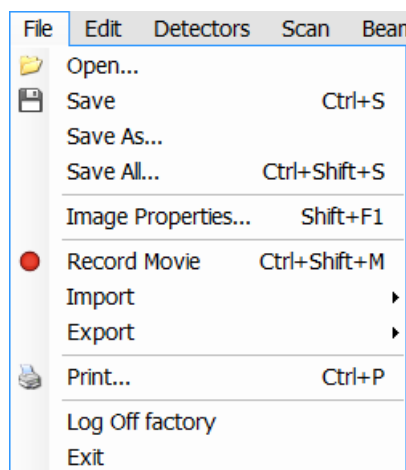 File Edit Detectors Scan Bear
Open...
Save Ctrl+S
Save As...
Save All... Ctrl+Shift+S
Image Properties... Shift+F1
Record Movie Ctrl+Shift+M
Import
Export
Print... Ctrl+P
Log Off factory
Exit